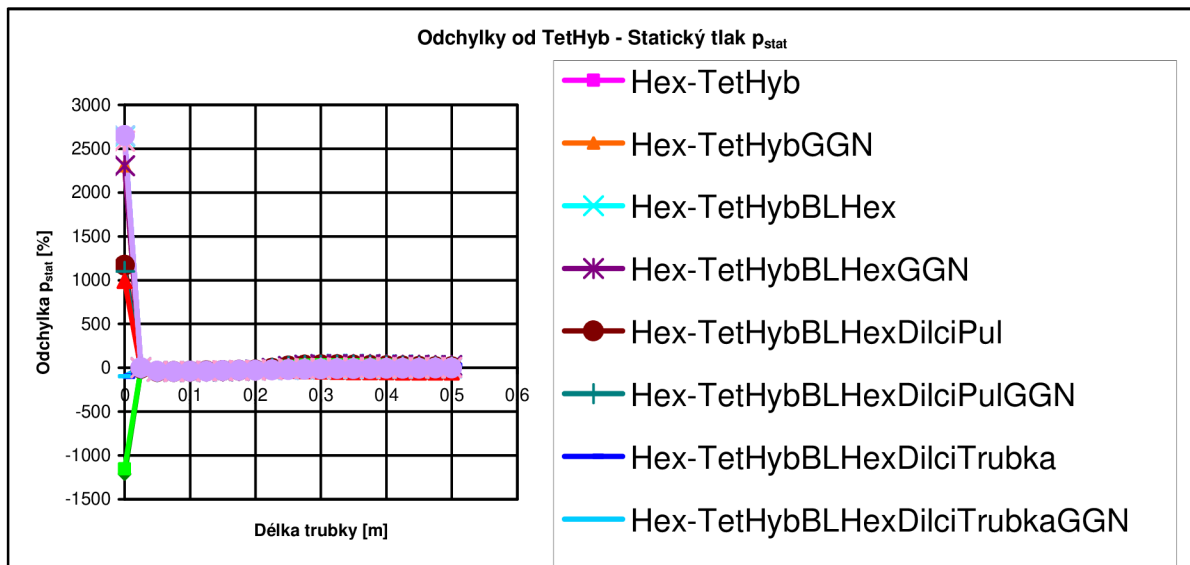 Odchylky od TetHyb - Statický tlak pstat
Odchylka pstat [%]
3000
2500
2000
1500
1000
500
0
-500
-1000
-1500
0 0.1 0.2 0.3 0.4 0.5 0.6
Délka trubky [m]
Hex-TetHyb
Hex-TetHybGGN
Hex-TetHybBLHex
Hex-TetHybBLHexGGN
Hex-TetHybBLHexDilciPul
Hex-TetHybBLHexDilciPulGGN
Hex-TetHybBLHexDilciTrubka
Hex-TetHybBLHexDilciTrubkaGGN